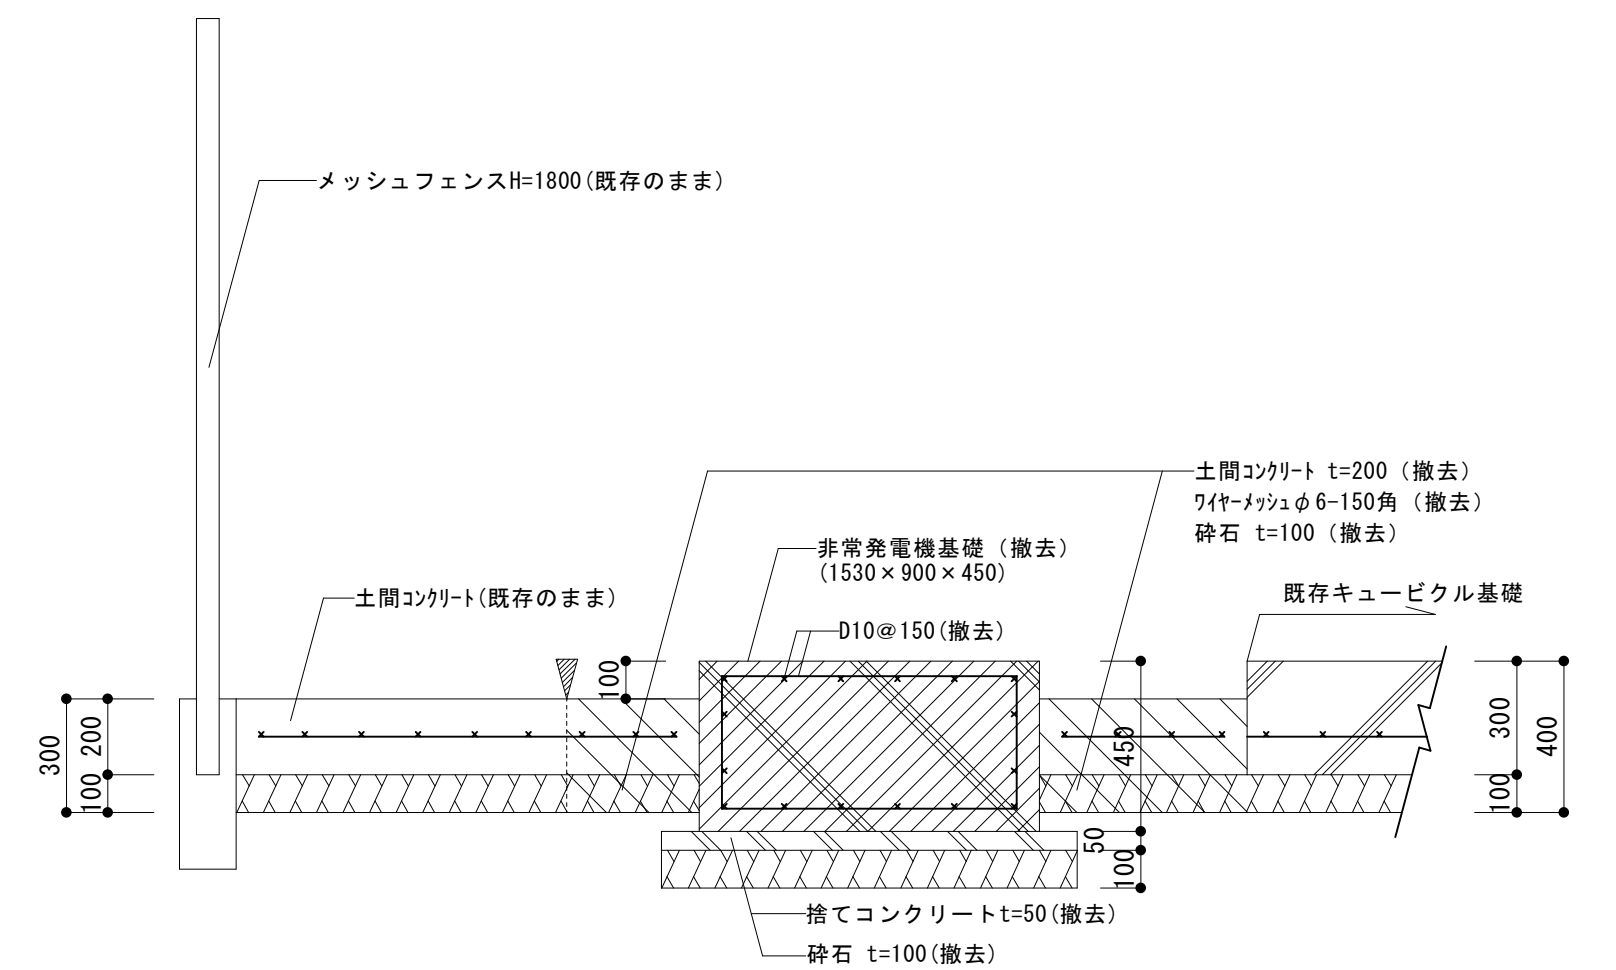 メッシュフェンスH=1800(既存のまま)
土間ｺﾝｸﾘｰﾄ t=200 (撤去)
ﾜｲﾔｰﾒｯｼｭφ6-150角 (撤去)
砕石 t=100 (撤去)
非常発電機基礎 (撤去)
(1530×900×450)
既存キュービクル基礎
土間ｺﾝｸﾘｰﾄ(既存のまま)
D10@150(撤去)
100
300
200
100
450
50
100
300
100
400
捨てコンクリートt=50(撤去)
砕石 t=100(撤去)